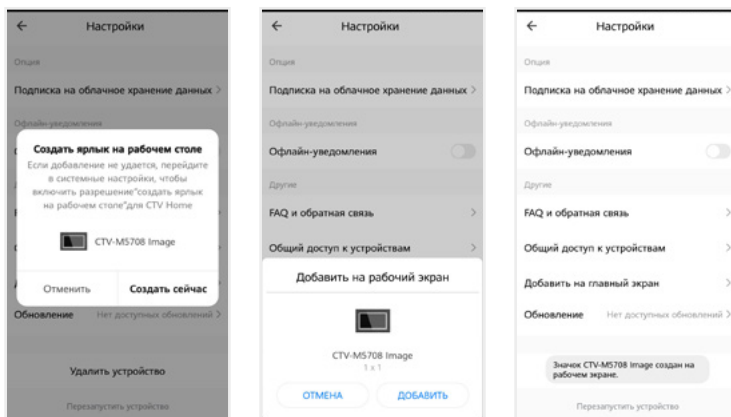 Настройки
Опция
Подписка на облачное хранение данных
Офлайн-уведомления
Создать ярлык на рабочем столе
Если добавление не удается, перейдите
в системные настройки, чтобы
включить разрешение"создать ярлык
на рабочем столе"для CTV Home
CTV-M5708 Image
Отменить Создать сейчас
Обновление Нет доступных обновлений
Удалить устройство
Перезапустить устройство
Настройки
Опция
Подписка на облачное хранение данных
Офлайн-уведомления
Офлайн-уведомления
Другие
FAQ и обратная связь
Общий доступ к устройствам
Добавить на рабочий экран
CTV-M5708 Image
1 x 1
ОТМЕНА ДОБАВИТЬ
Настройки
Опция
Подписка на облачное хранение данных
Офлайн-уведомления
Офлайн-уведомления
Другие
FAQ и обратная связь
Общий доступ к устройствам
Добавить на главный экран
Обновление Нет доступных обновлений
Значок CTV-M5708 Image создан на
рабочем экране.
Перезапустить устройство